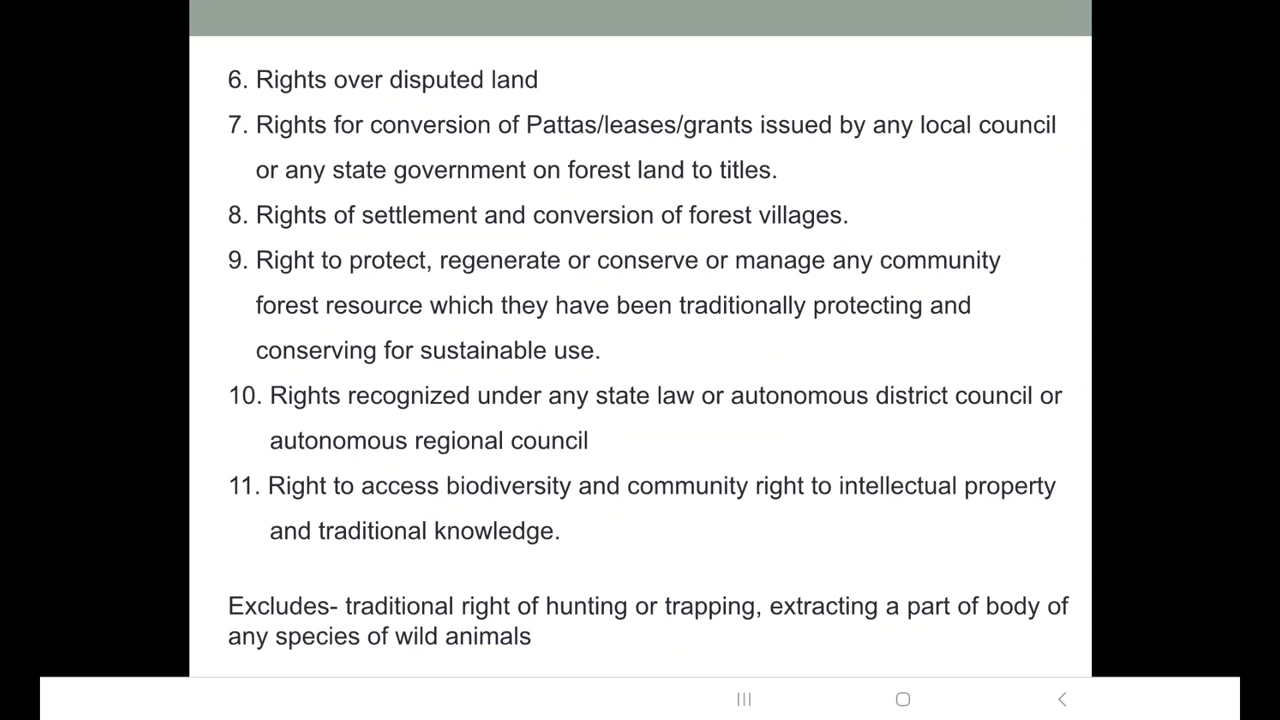 6. Rights over disputed land
7. Rights for conversion of Pattas/leases/grants issued by any local council
or any state government on forest land to titles.
8. Rights of settlement and conversion of forest villages.
9. Right to protect, regenerate or conserve or manage any community
forest resource which they have been traditionally protecting and
conserving for sustainable use.
10. Rights recognized under any state law or autonomous district council or
autonomous regional council
11. Right to access biodiversity and community right to intellectual property
and traditional knowledge.
Excludes- traditional right of hunting or trapping, extracting a part of body of
any species of wild animals